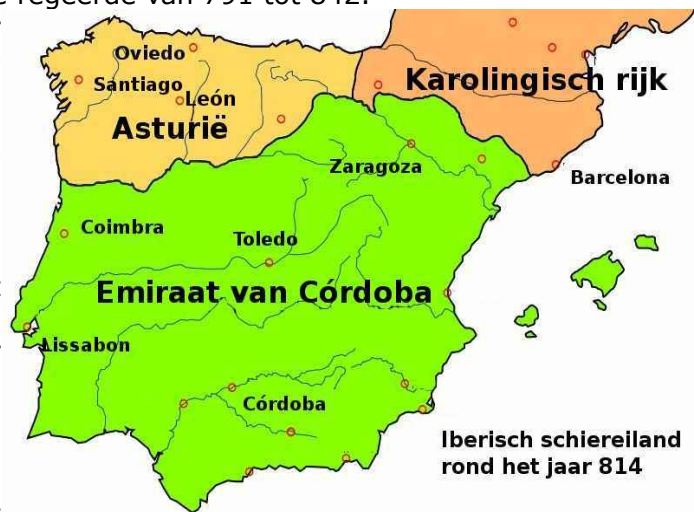 regeerde van 791 tot 842.
Oviedo
Santiago
León
Asturië
Karolingisch rijk
Zaragoza
Barcelona
Coimbra
Toledo
Emiraat van Córdoba
Lissabon
Córdoba
Iberisch schiereiland
rond het jaar 814